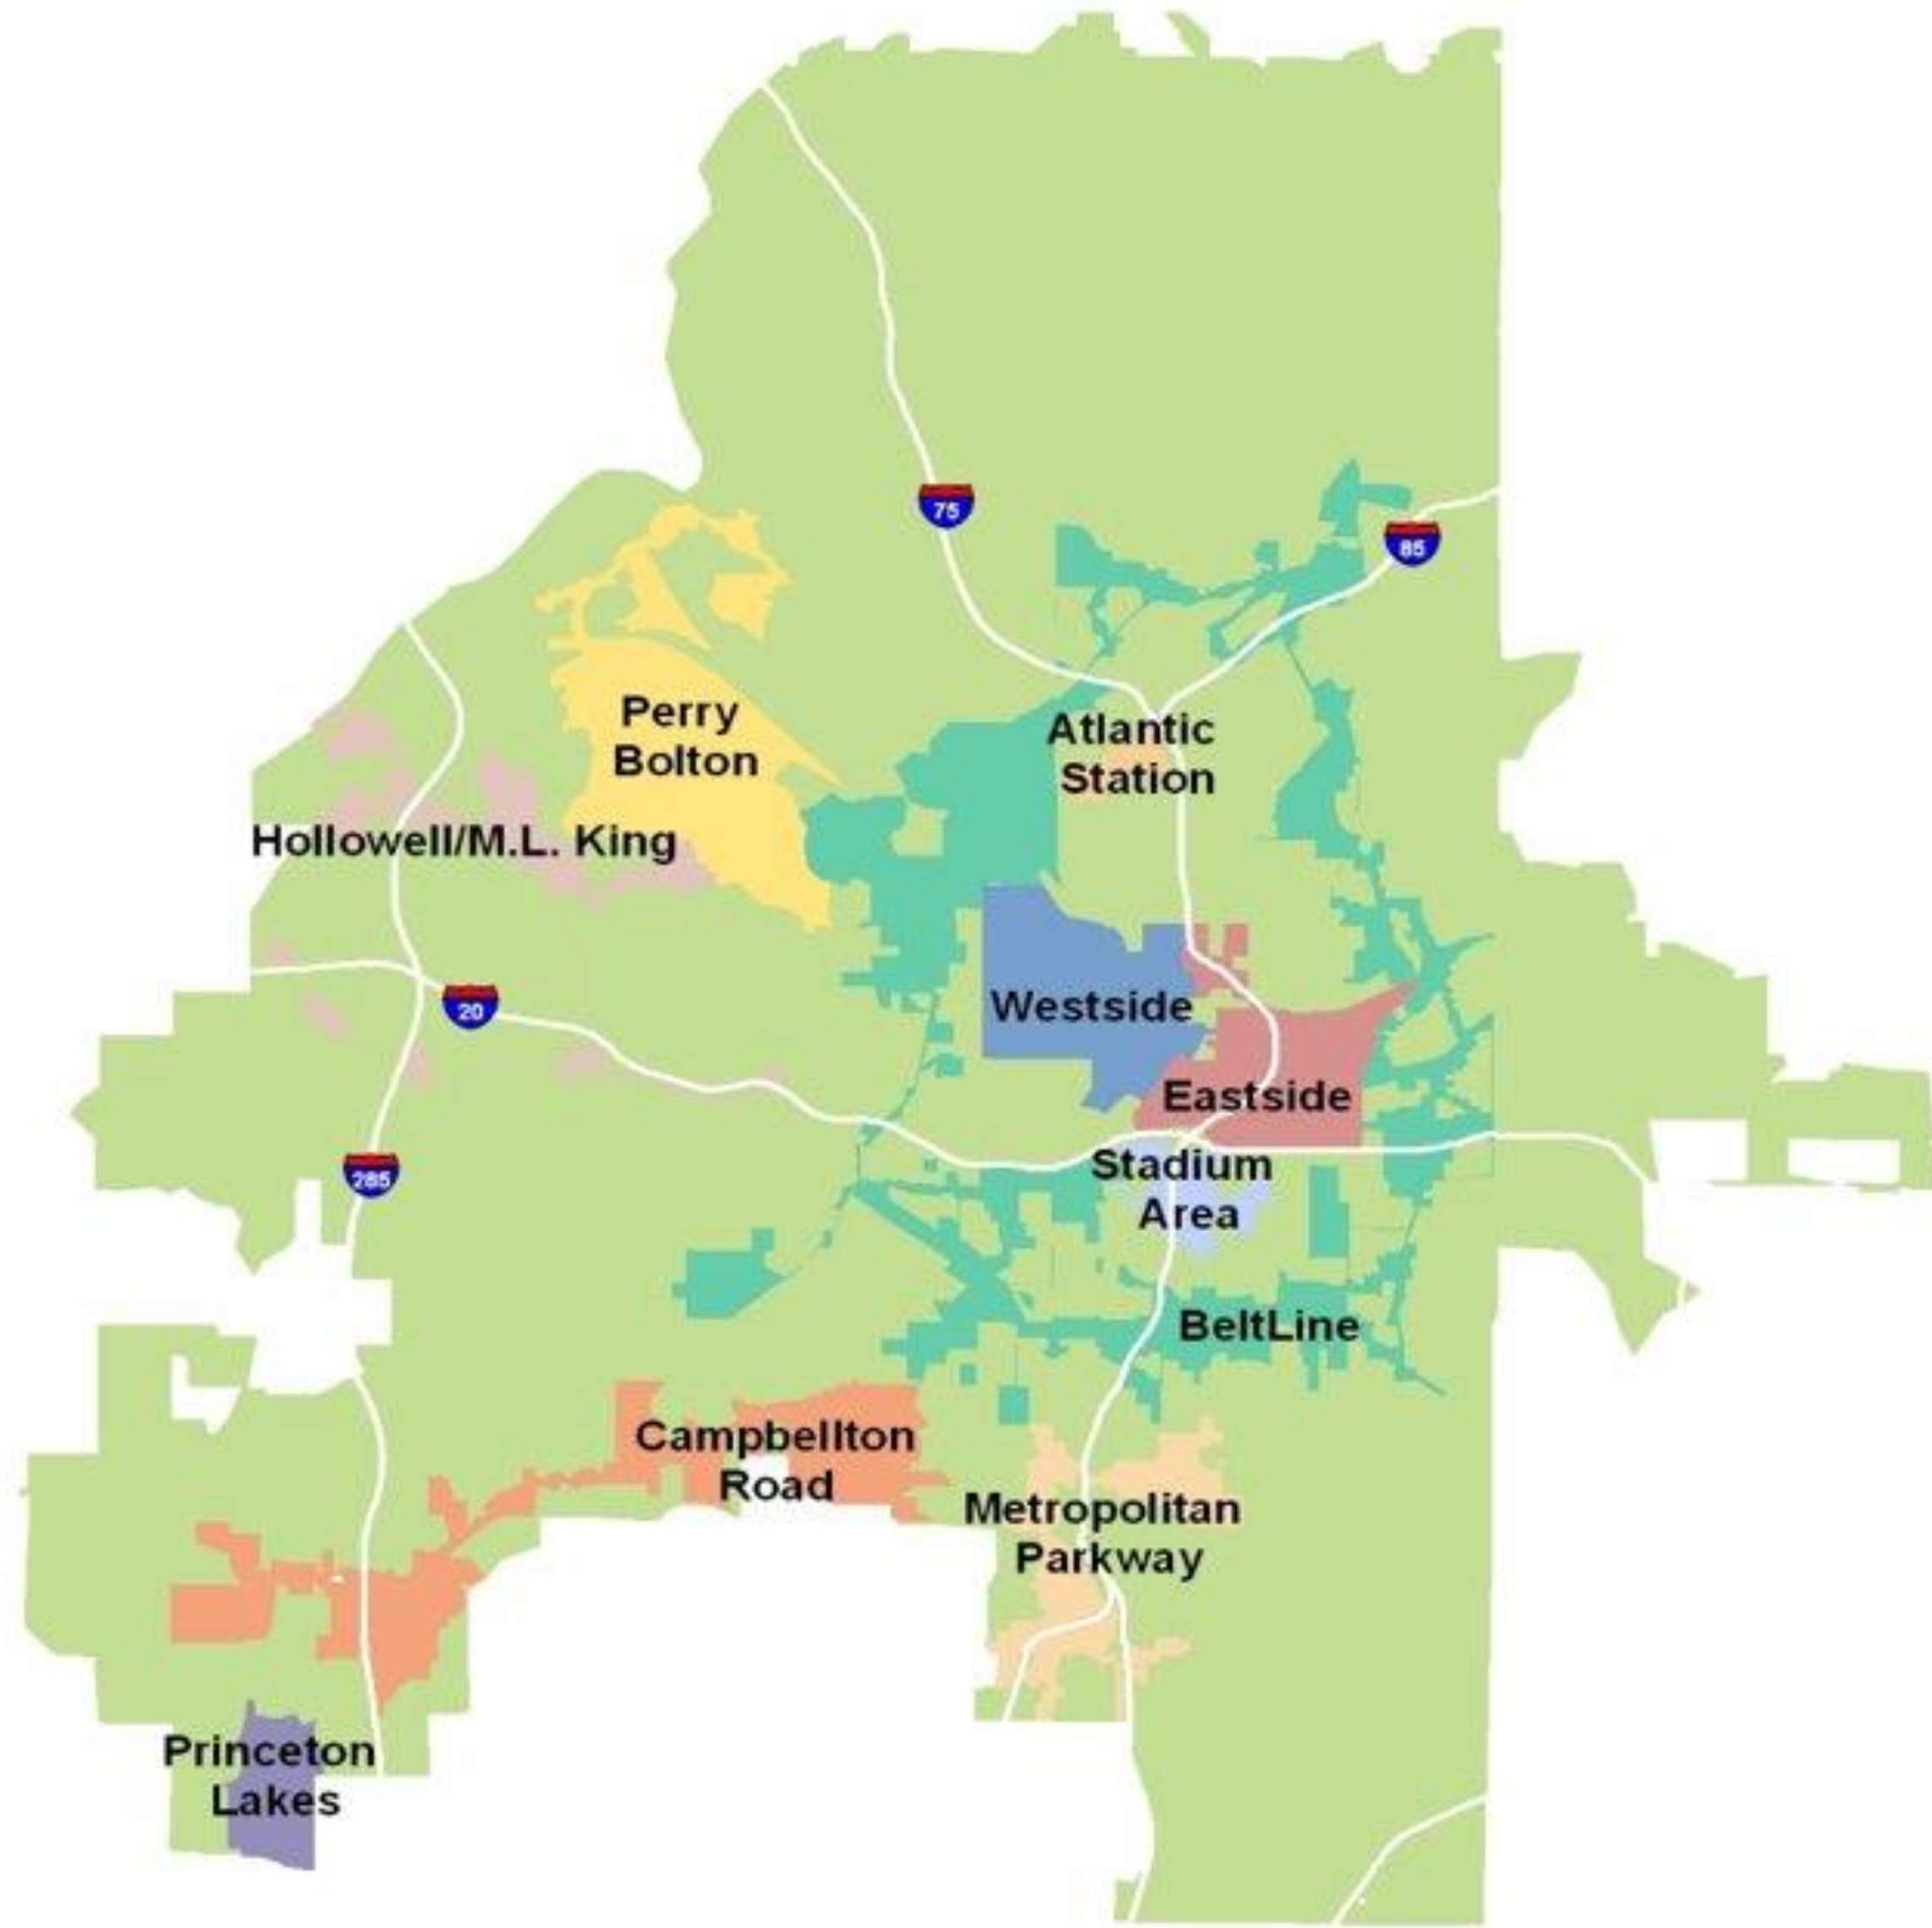 75
85
Perry
Bolton
Atlantic
Station
Hollowell/M.L. King
20
Westside
Eastside
285
Stadium
Area
BeltLine
Campbellton
Road
Metropolitan
Parkway
Princeton
Lakes